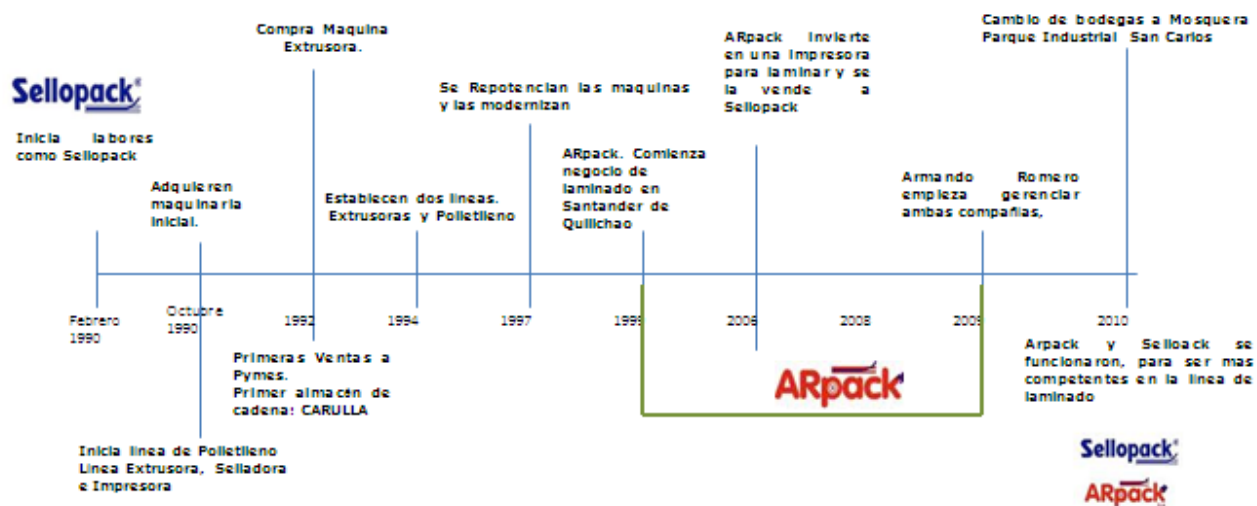 Sellopack
Inicia labores
como Sellopack
Adquieren
maquinaria
Inicial.
Compra Maquina
Extrusora.
Establecen dos lineas.
Extrusoras y Polietileno
Se Repotencian las maquinas
y las modernizan
ARpack. Comienza
negocio de
laminado en
Santander de
Quilichao
ARpack Invierte
en una Impresora
para laminar y se
la vende a
Sellopack
Armando Romero
empieza gerenciar
ambas compañias,
Cambio de bodegas a Mosquera
Parque Industrial San Carlos
Febrero
1990
Octubre
1990
1992
1994
1997
1999
2006
2008
2009
2010
Primeras Ventas a
Pymes.
Primer almacén de
cadena: CARULLA
Inicia linea de Polietileno
Linea Extrusora, Selladora
e Impresora
ARpack
Arpack y Selloack se
funcionaron, para ser mas
competentes en la linea de
laminado
Sellopack
ARpack